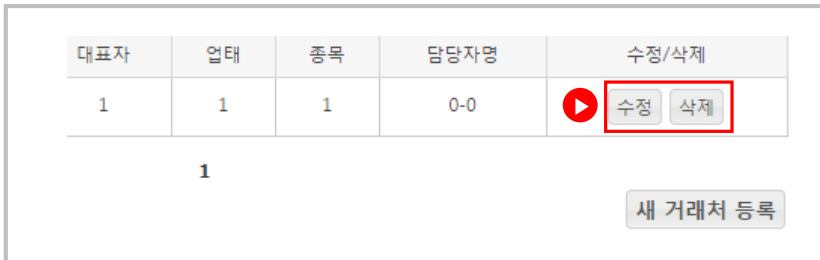 대표자 업태 종목 담당자명 수정/삭제
1 1 1 0-0 수정 삭제
1
새 거래처 등록